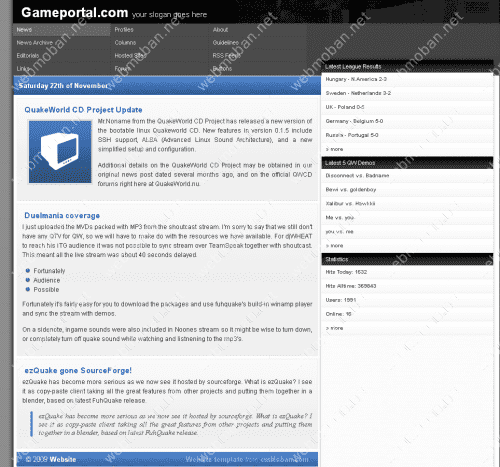 Gameportal.com your slogan goes here
News Profiles About
News Archive Columns Guidelines
Editorials Hosted Sites RSS Feeds
Links Forum Buttons
Saturday 22th of November
QuakeWorld CD Project Update
Mr.Noname from the QuakeWorld CD Project has released a new version of
the bootable linux Quakeworld CD. New features in version 0.1.5 include
SSH support, ALSA (Advanced Linux Sound Architecture), and a new
simplified setup and configuration.
Additional details on the QuakeWorld CD Project may be obtained in our
original news post dated several months ago, and on the official QWCD
forums right here at QuakeWorld.nu.
Duelmania coverage
I just uploaded the MVDs packed with MP3 from the shoutcast stream. I'm sorry to say that we still don't
have any QTV for QW, so we will have to make do with the resources we have available. For djWHEAT
to reach his ITG audience it was not possible to sync stream over TeamSpeak together with shoutcast.
This meant all the live stream was about 40 seconds delayed.
Fortunately
Audience
Possible
Fortunately it's fairly easy for you to download the packages and use fuhquake's build-in winamp player
and sync the stream with demos.
On a sidenote, ingame sounds were also included in Noones stream so it might be wise to turn down,
or completely turn off quake sound while watching and listnening to the mp3's.
ezQuake gone SourceForge!
ezQuake has become more serious as we now see it hosted by sourceforge. What is ezQuake? I see
it as copy-paste client taking all the great features from other projects and putting them together in a
blender, based on latest FuhQuake release.
ezQuake has become more serious as we now see it hosted by sourceforge. What is ezQuake? I
see it as copy-paste client taking all the great features from other projects and putting them
together in a blender, based on latest FuhQuake release.
© 2009 Website Website template from cssMoban.com
Latest League Results
Hungary - N.America 2-3
Sweden - Netherlands 3-2
UK - Poland 0-5
Germany - Belgium 5-0
Russia - Portugal 5-0
> more
Latest 5 QW Demos
Disconnect vs. Badname
Bewi vs. goldenboy
Xalibur vs. Hawkki
Me vs. you
you vs. me
> more
Statistics
Hits Today: 1632
Hits Alltime: 369843
Users: 1991
Online: 16
> more